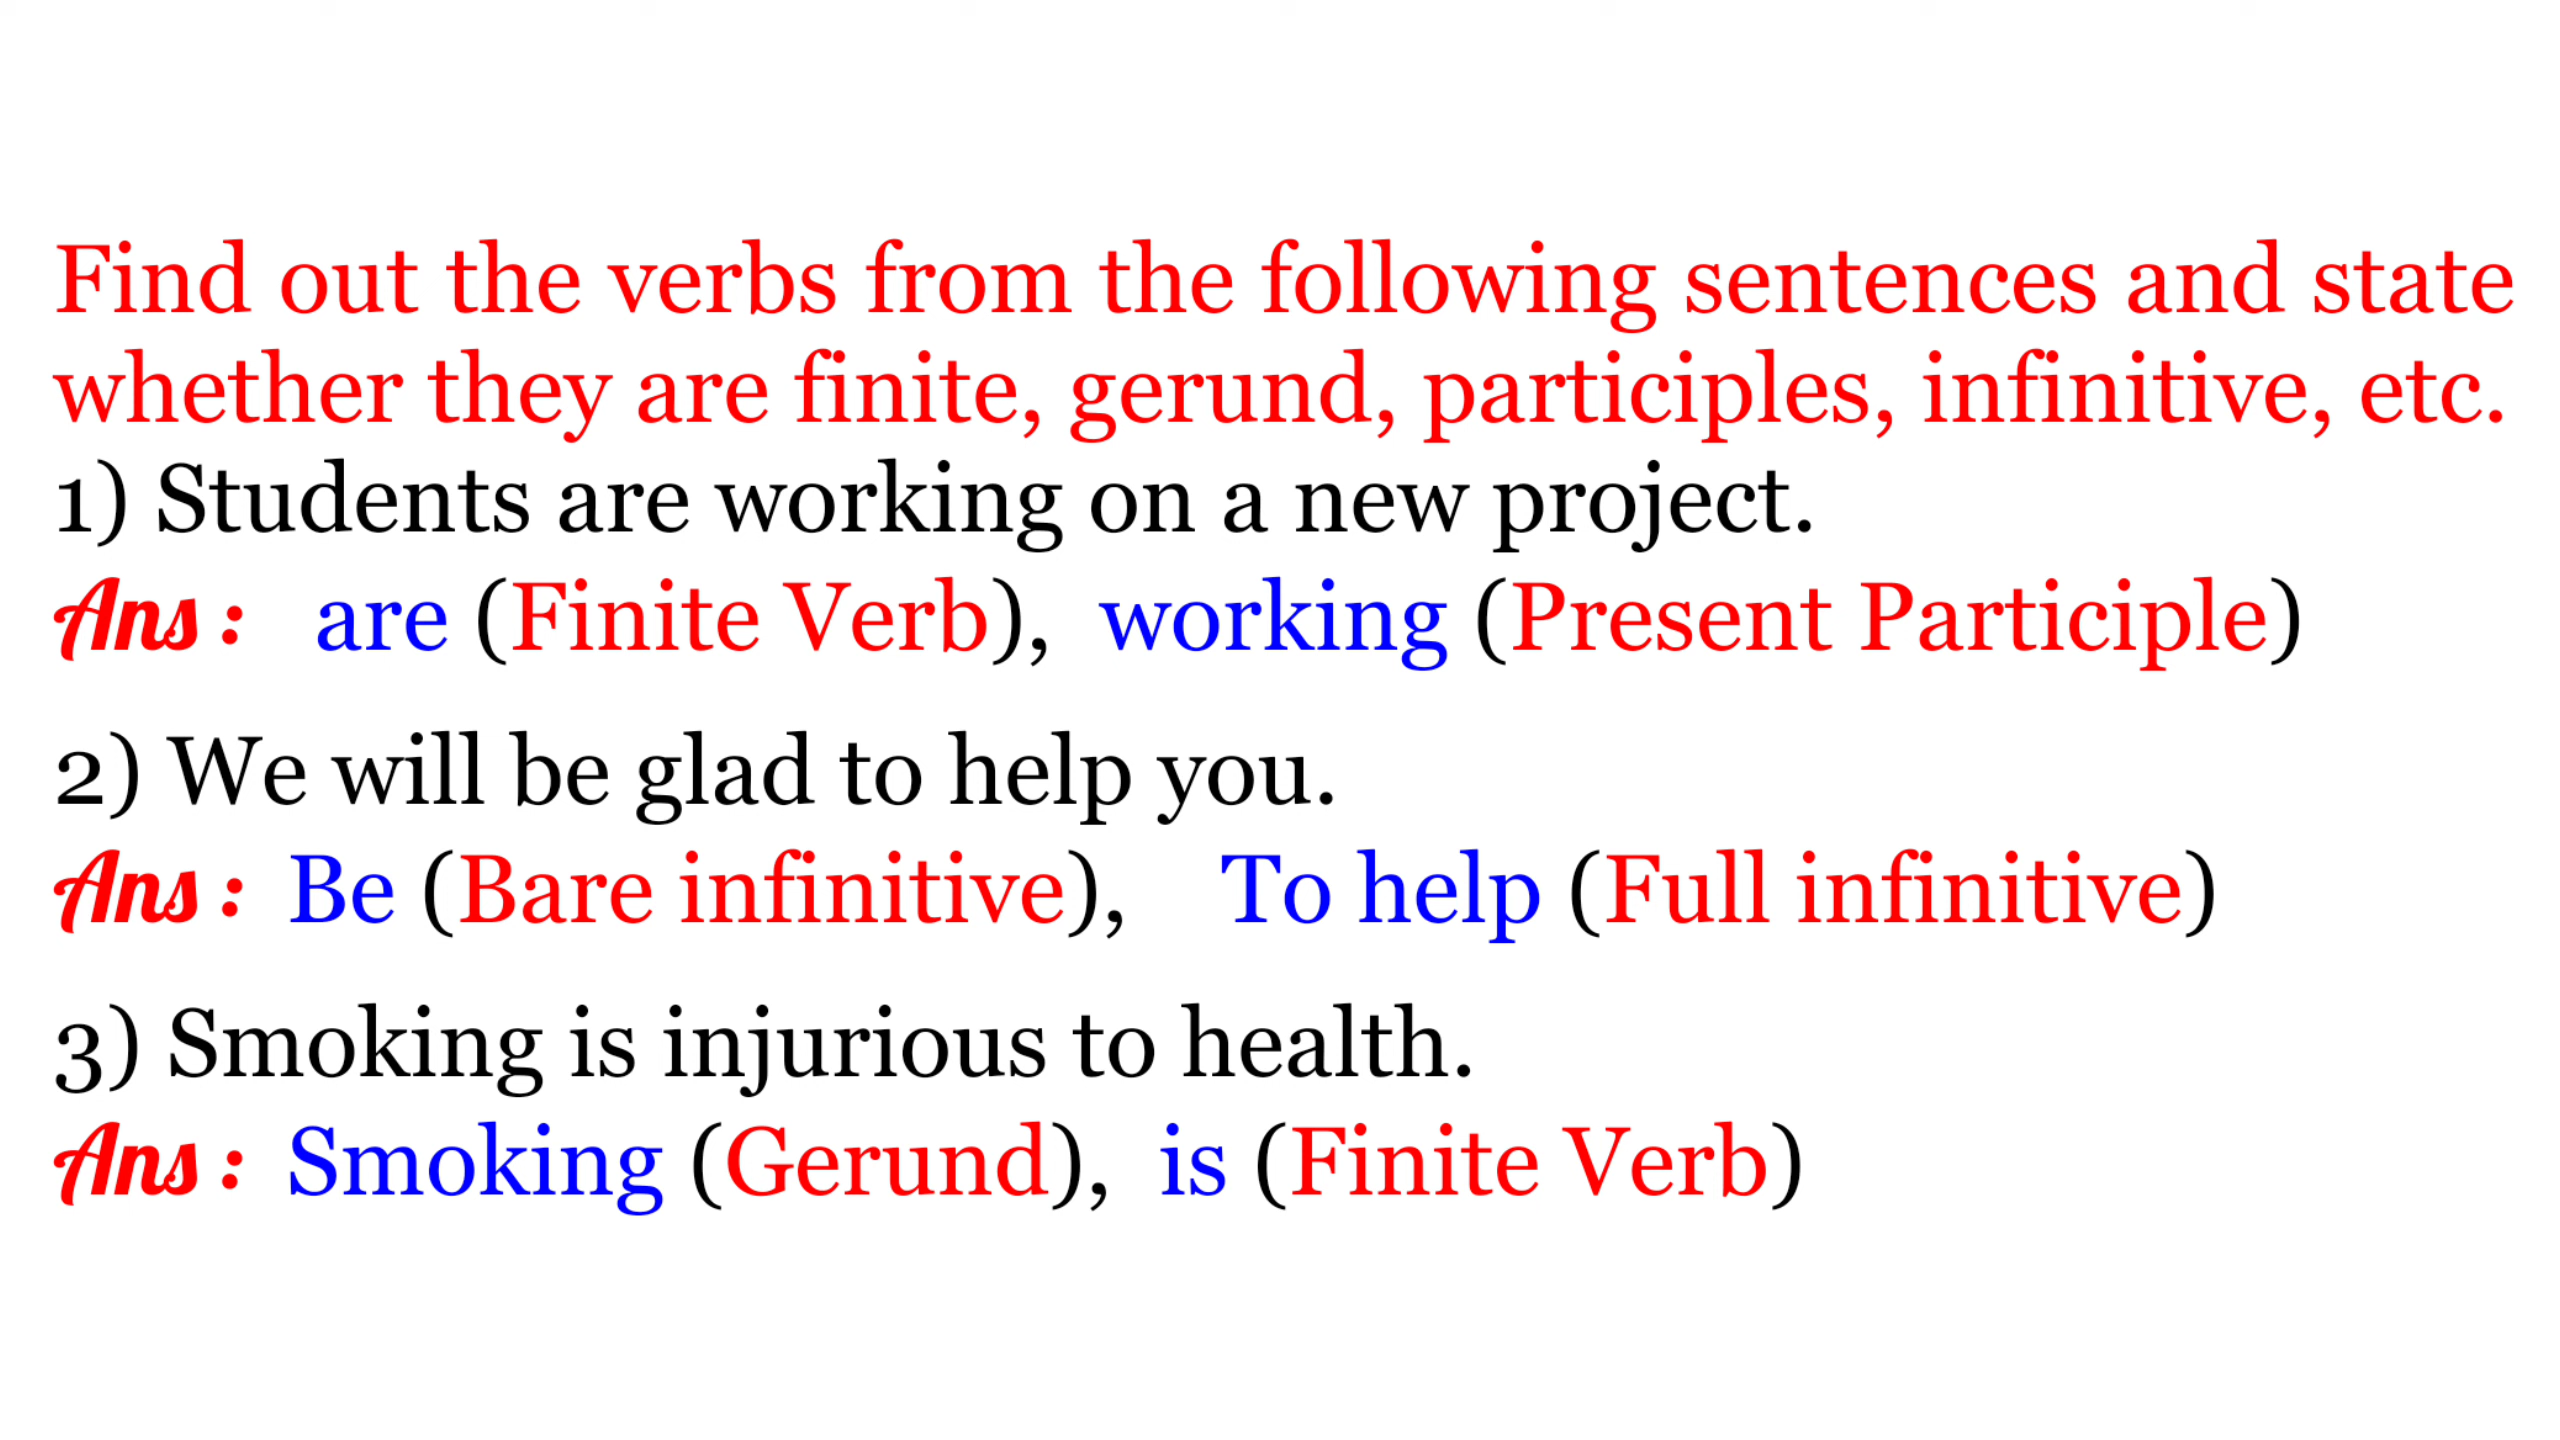 Find out the verbs from the following sentences and state
whether they are finite, gerund, participles, infinitive, etc.
1) Students are working on a new project.
Ans : are (Finite Verb), working (Present Participle)
2) We will be glad to help you.
Ans : Be (Bare infinitive), To help (Full infinitive)
3) Smoking is injurious to health.
Ans : Smoking (Gerund), is (Finite Verb)